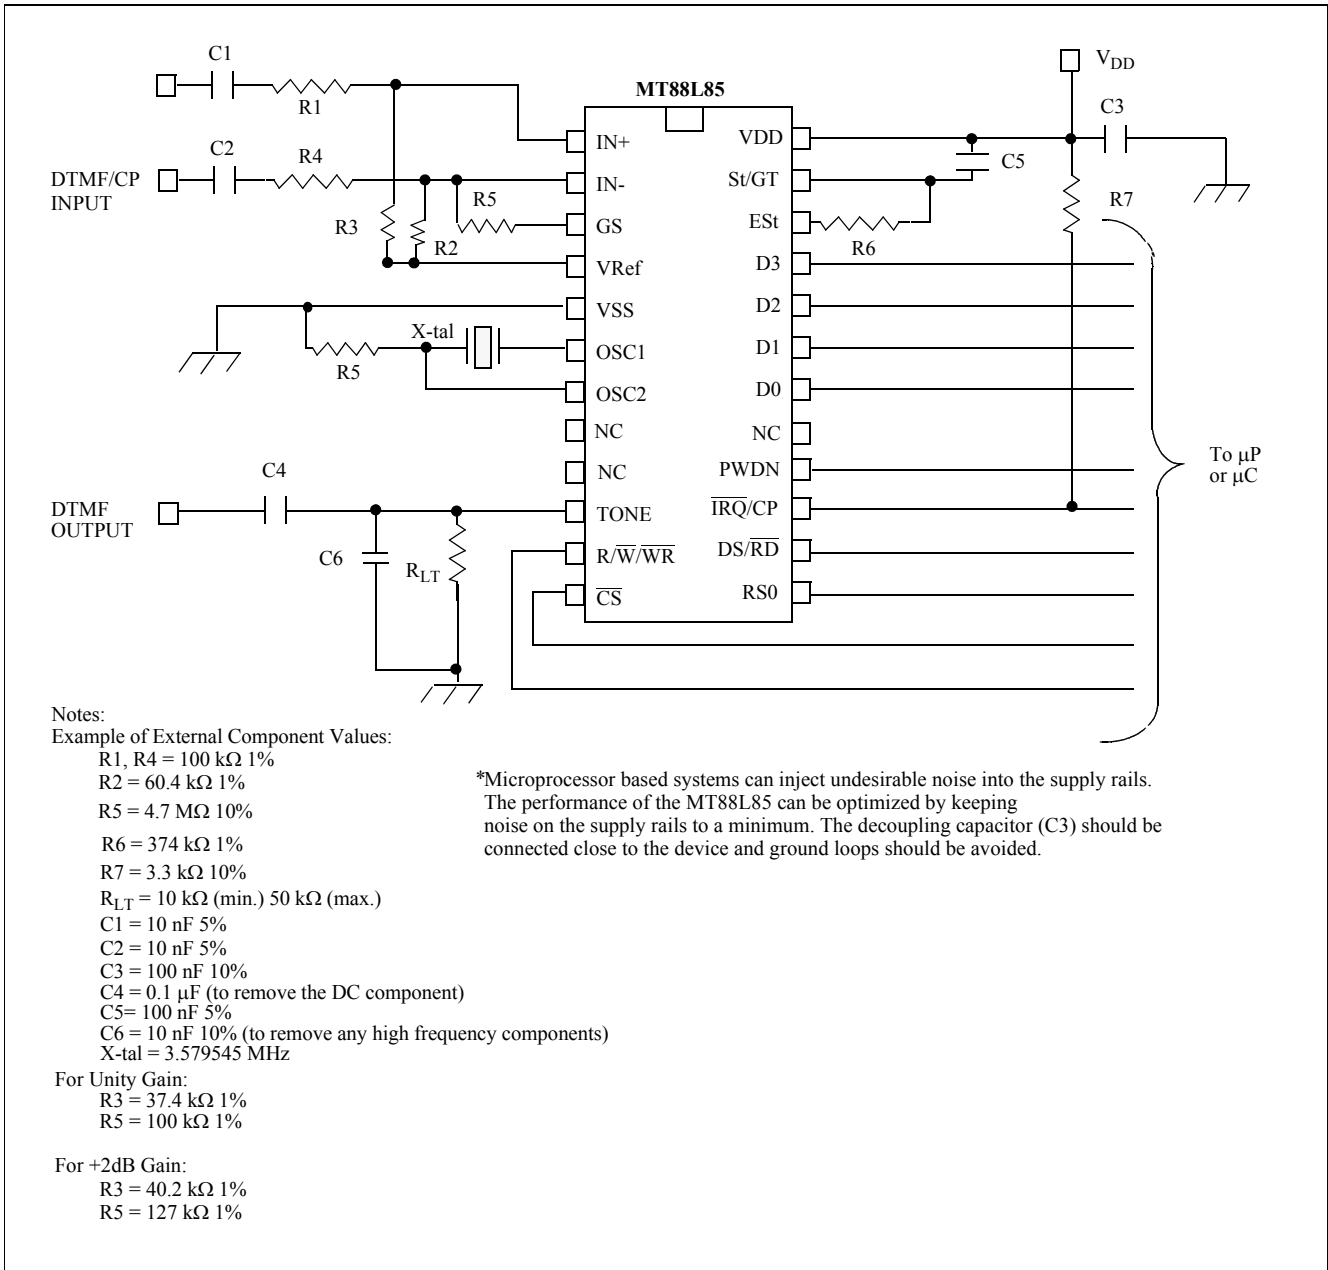 C1
R1
MT88L85
V_DD
C3
C2
R4
DTMF/CP
INPUT
R5
R3
R2
IN+
IN-
GS
VRef
VSS
OSC1
OSC2
NC
NC
TONE
R/W̅/W̅R̅
C̅S̅
VDD
St/GT
ESt
D3
D2
D1
D0
NC
PWDN
I̅R̅Q̅/CP
DS/R̅D̅
RS0
C5
R6
R7
X-tal
R5
To μP
or μC
C4
DTMF
OUTPUT
C6
R_LT
Notes:
Example of External Component Values:
R1, R4 = 100 kΩ 1%
R2 = 60.4 kΩ 1%
R5 = 4.7 MΩ 10%
R6 = 374 kΩ 1%
R7 = 3.3 kΩ 10%
R_LT = 10 kΩ (min.) 50 kΩ (max.)
C1 = 10 nF 5%
C2 = 10 nF 5%
C3 = 100 nF 10%
C4 = 0.1 μF (to remove the DC component)
C5= 100 nF 5%
C6 = 10 nF 10% (to remove any high frequency components)
X-tal = 3.579545 MHz
For Unity Gain:
R3 = 37.4 kΩ 1%
R5 = 100 kΩ 1%
For +2dB Gain:
R3 = 40.2 kΩ 1%
R5 = 127 kΩ 1%
*Microprocessor based systems can inject undesirable noise into the supply rails.
The performance of the MT88L85 can be optimized by keeping
noise on the supply rails to a minimum. The decoupling capacitor (C3) should be
connected close to the device and ground loops should be avoided.